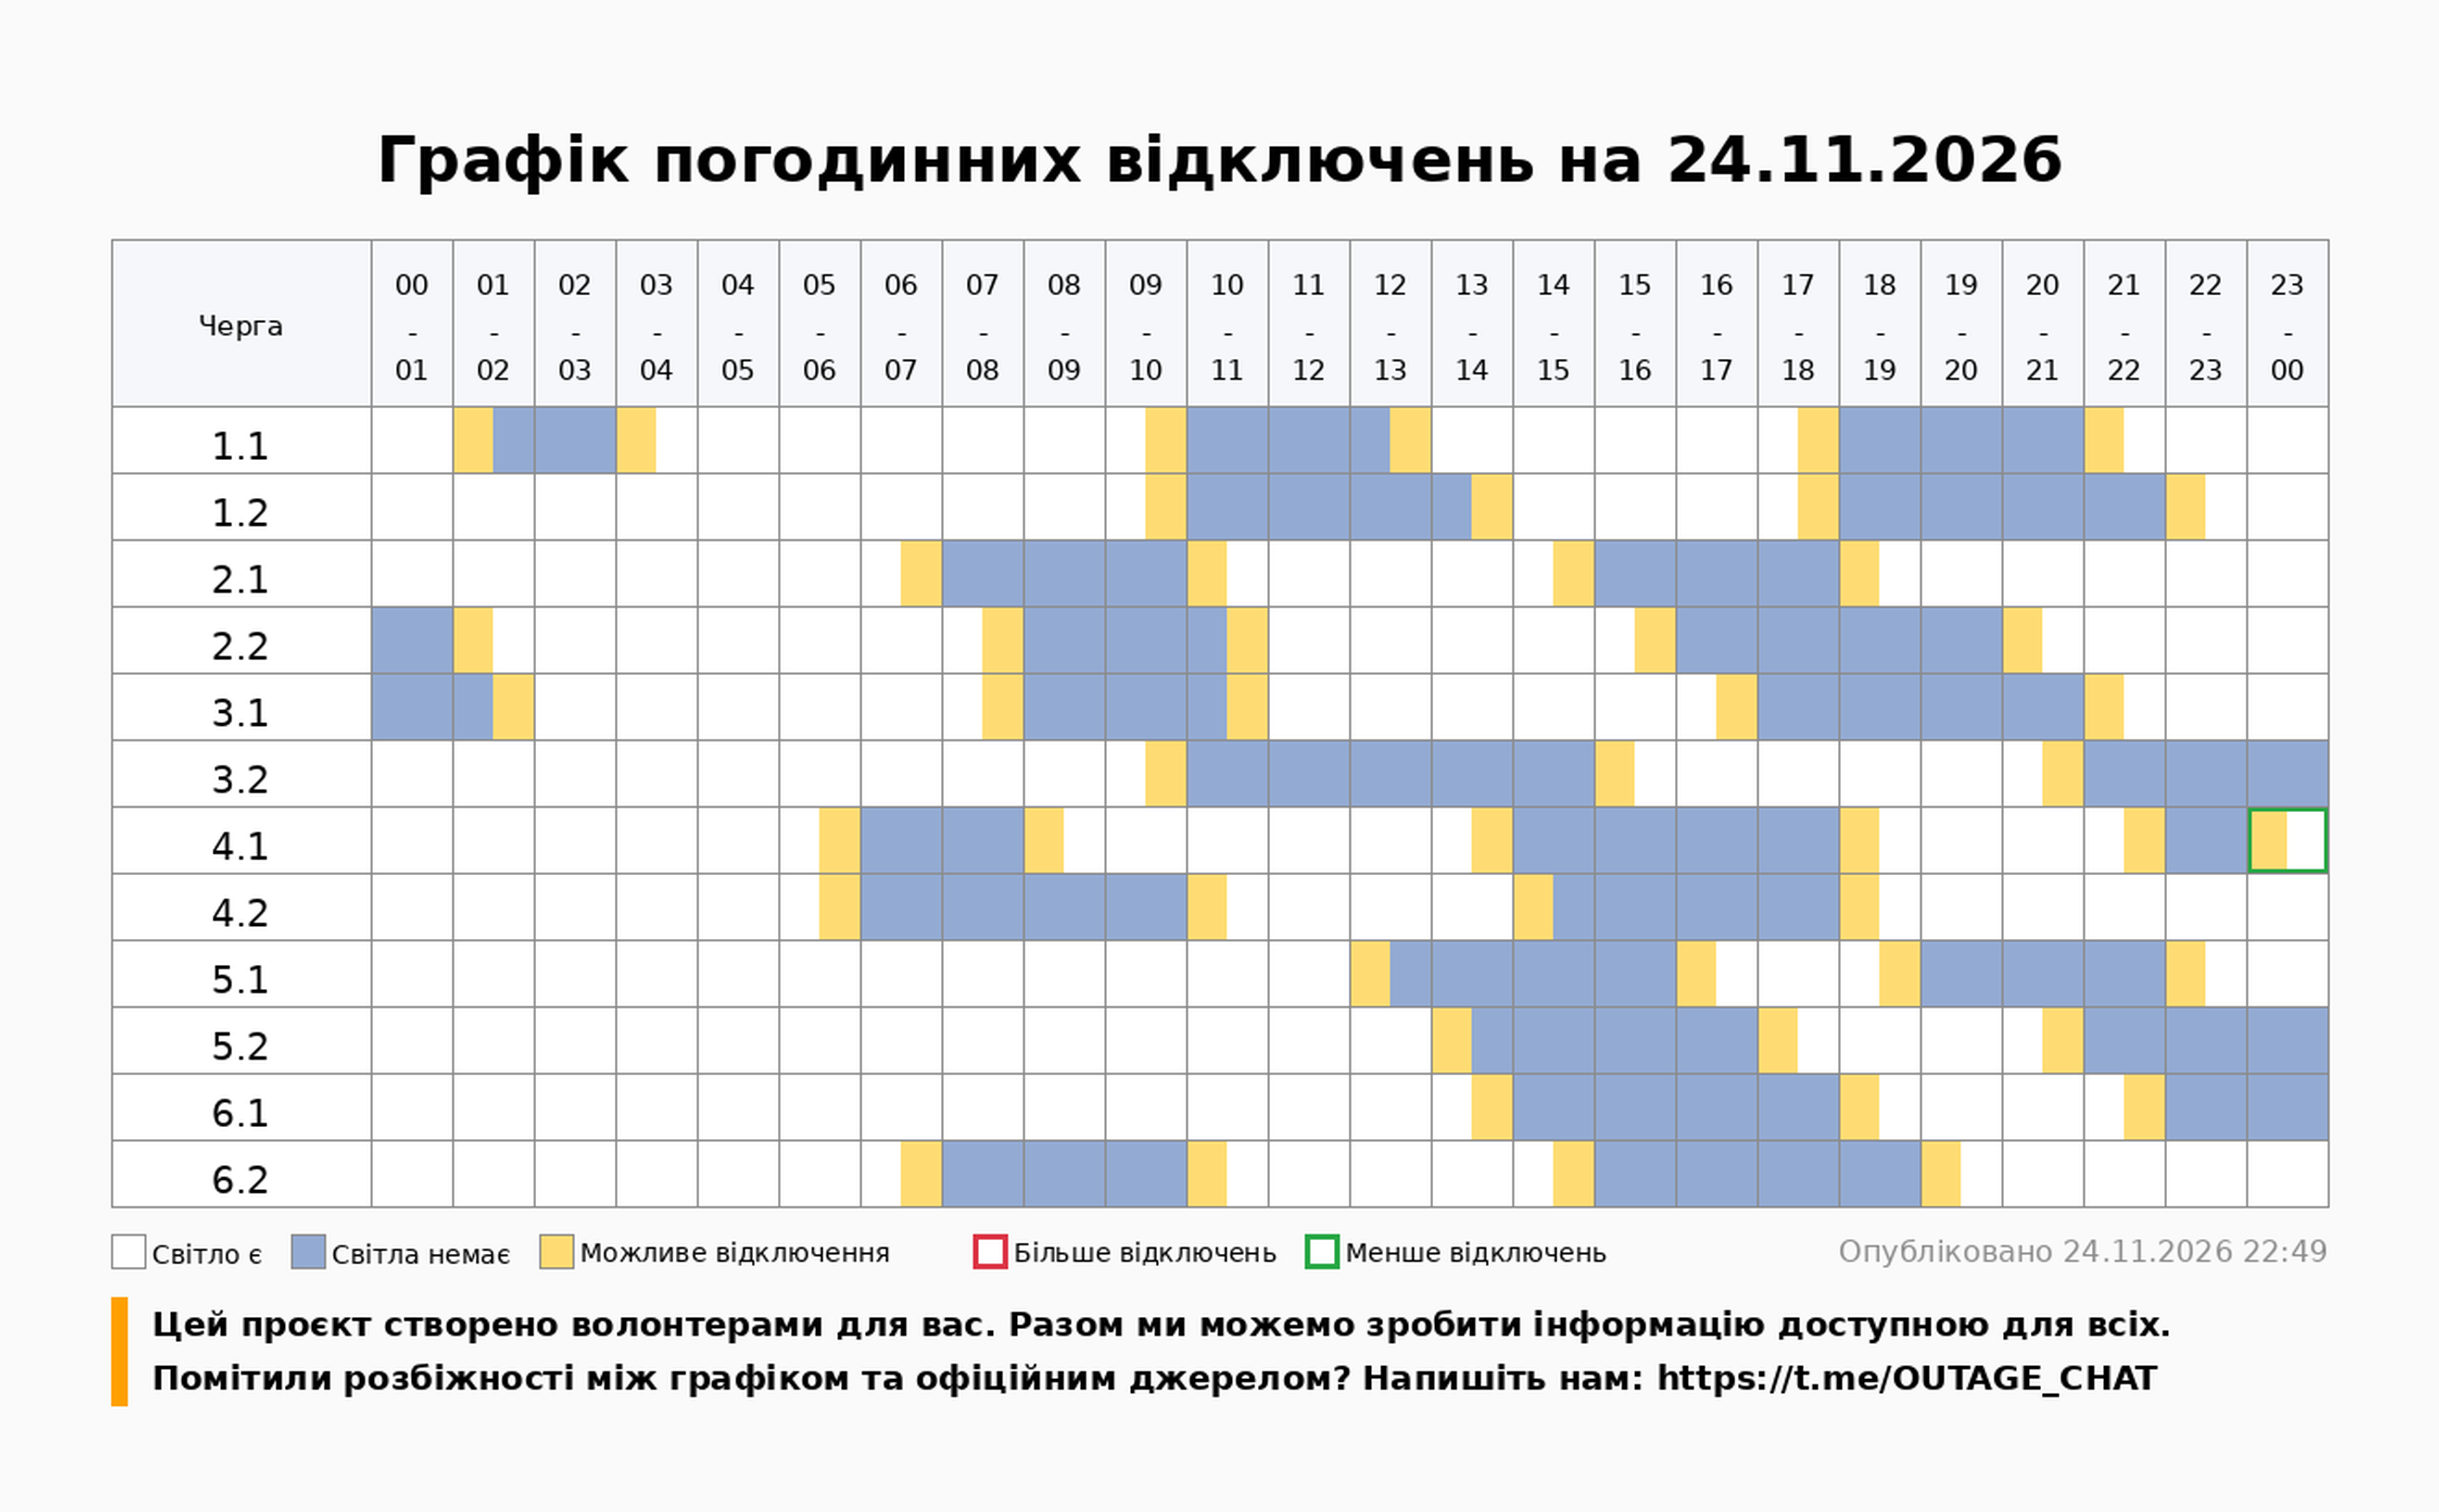 Графік погодинних відключень на 24.11.2026
Черга
00 - 01
01 - 02
02 - 03
03 - 04
04 - 05
05 - 06
06 - 07
07 - 08
08 - 09
09 - 10
10 - 11
11 - 12
12 - 13
13 - 14
14 - 15
15 - 16
16 - 17
17 - 18
18 - 19
19 - 20
20 - 21
21 - 22
22 - 23
23 - 00
1.1
1.2
2.1
2.2
3.1
3.2
4.1
4.2
5.1
5.2
6.1
6.2
Світло є Світла немає Можливе відключення Більше відключень Менше відключень Опубліковано 24.11.2026 22:49
Цей проєкт створено волонтерами для вас. Разом ми можемо зробити інформацію доступною для всіх.
Помітили розбіжності між графіком та офіційним джерелом? Напишіть нам: https://t.me/OUTAGE_CHAT